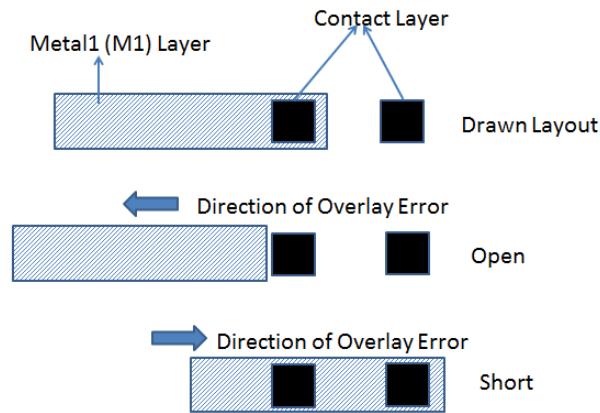 Contact Layer
Metal1 (M1) Layer
Drawn Layout
Direction of Overlay Error
Open
Direction of Overlay Error
Short